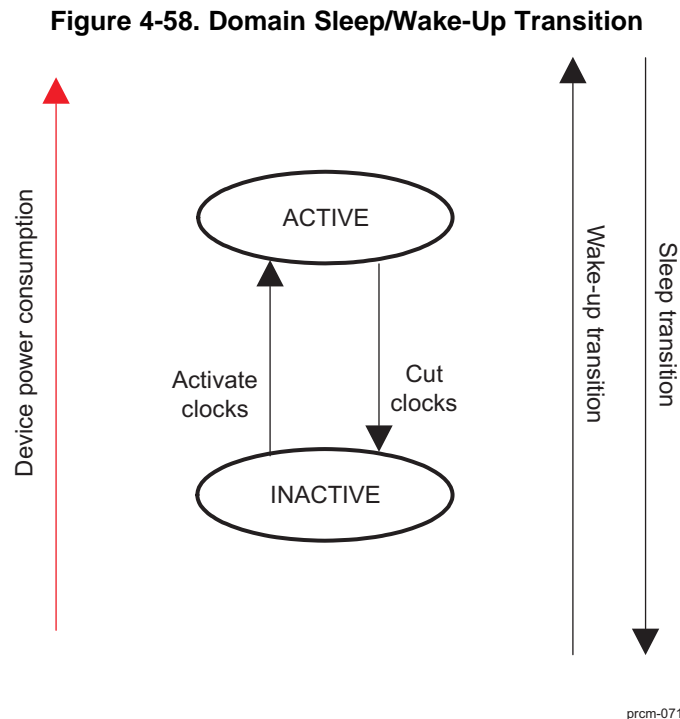 Figure 4-58. Domain Sleep/Wake-Up Transition
Device power consumption
ACTIVE
Activate
clocks
Cut
clocks
INACTIVE
Wake-up transition
Sleep transition
prcm-071